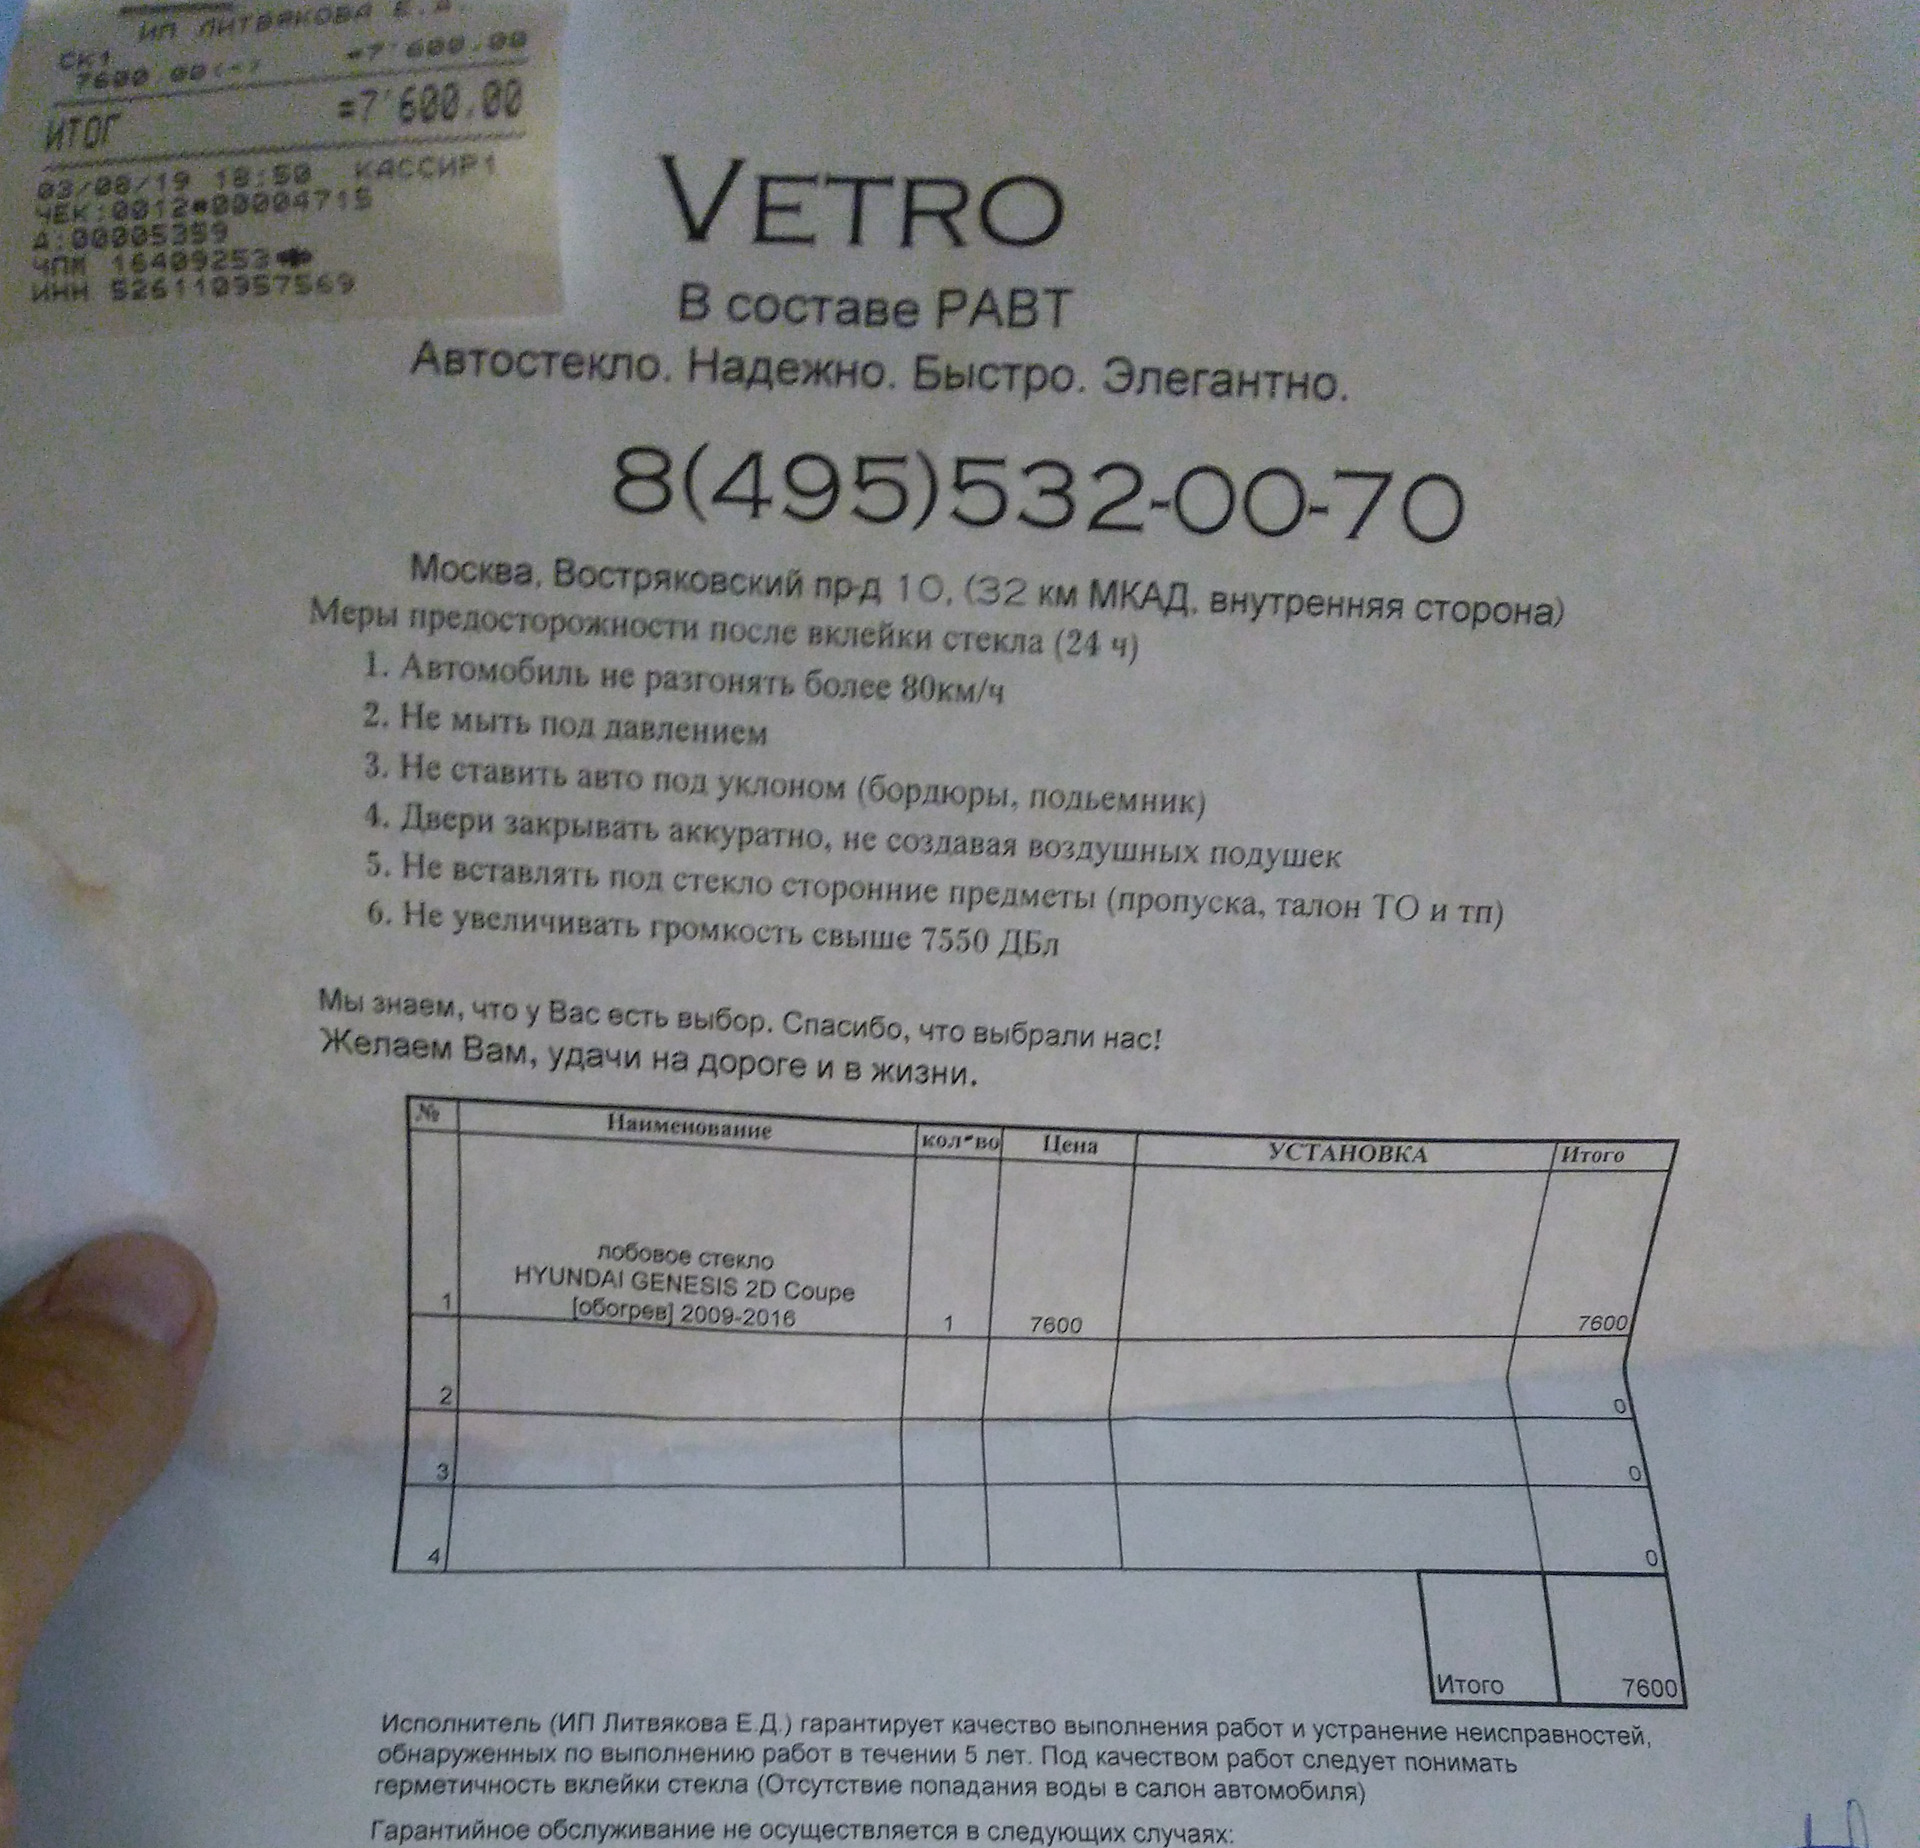 ИП ЛИТВЯКОВА Е.Д.
СК1
7600.00 =7'600.00
ИТОГ =7'600.00
03/08/19 18:50 КАССИР1
ЧЕК:0012 00004715
Д:00005359
ЧПМ 16409253
ИНН 526110957569
VETRO
В составе РАВТ
Автостекло. Надежно. Быстро. Элегантно.
8(495)532-00-70
Москва, Востряковский пр-д 10, (32 км МКАД, внутренняя сторона)
Меры предосторожности после вклейки стекла (24 ч)
1. Автомобиль не разгонять более 80км/ч
2. Не мыть под давлением
3. Не ставить авто под уклоном (бордюры, подьемник)
4. Двери закрывать аккуратно, не создавая воздушных подушек
5. Не вставлять под стекло сторонние предметы (пропуска, талон ТО и тп)
6. Не увеличивать громкость свыше 7550 ДБл
Мы знаем, что у Вас есть выбор. Спасибо, что выбрали нас!
Желаем Вам, удачи на дороге и в жизни.
№ Наименование кол-во Цена УСТАНОВКА Итого
лобовое стекло
HYUNDAI GENESIS 2D Coupe
1 [обогрев] 2009-2016 1 7600 7600
2 0
3 0
4 0
Итого 7600
Исполнитель (ИП Литвякова Е.Д.) гарантирует качество выполнения работ и устранение неисправностей,
обнаруженных по выполнению работ в течении 5 лет. Под качеством работ следует понимать
герметичность вклейки стекла (Отсутствие попадания воды в салон автомобиля)
Гарантийное обслуживание не осуществляется в следующих случаях: